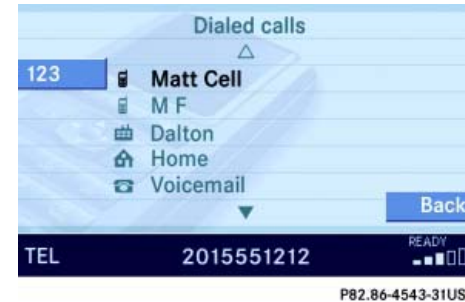 Dialed calls
123
Matt Cell
M F
Dalton
Home
Voicemail
Back
TEL 2015551212 READY
P82.86-4543-31US